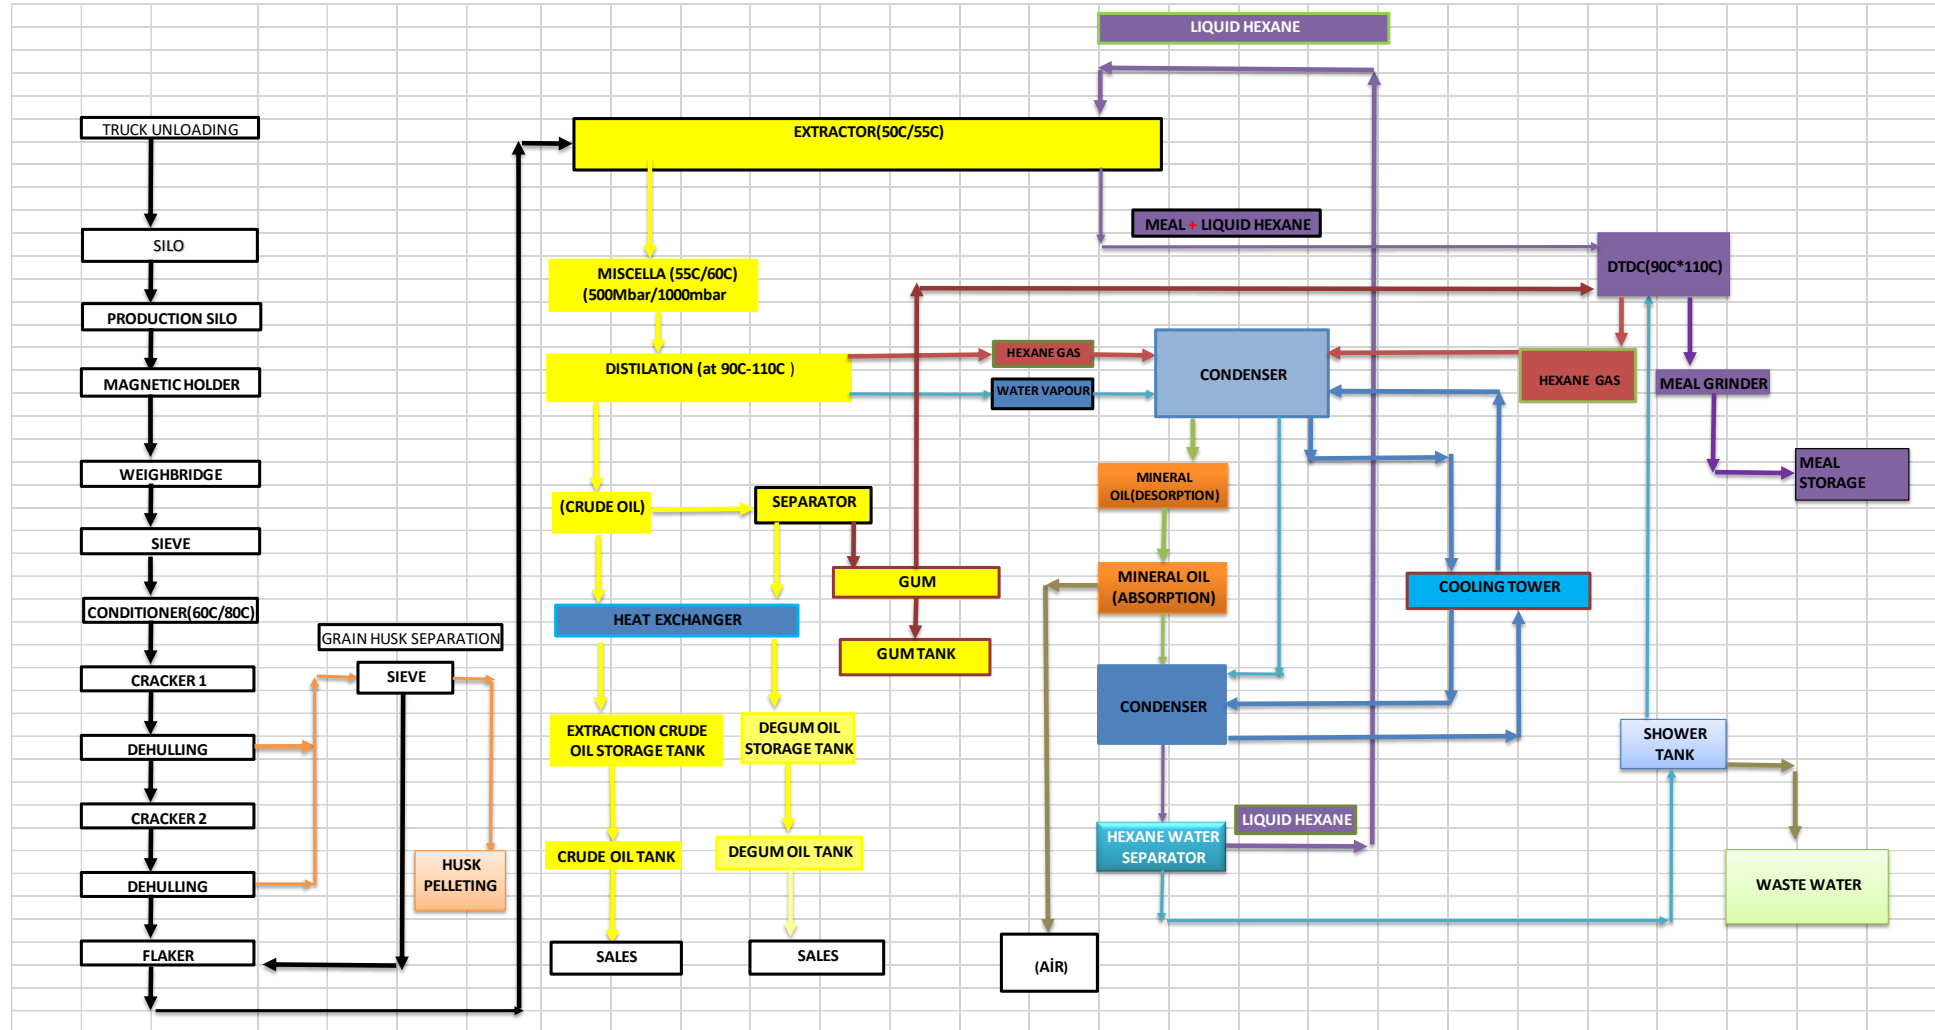 LIQUID HEXANE
TRUCK UNLOADING
EXTRACTOR(50C/55C)
MEAL + LIQUID HEXANE
SILO
DTDC(90C*110C)
MISCELLA (55C/60C)
(500Mbar/1000mbar
PRODUCTION SILO
HEXANE GAS
DISTILATION (at 90C-110C )
CONDENSER
MAGNETIC HOLDER
WATER VAPOUR
HEXANE GAS
MEAL GRINDER
WEIGHBRIDGE
MEAL
STORAGE
MINERAL
OIL(DESORPTION)
(CRUDE OIL)
SEPARATOR
SIEVE
GUM
MINERAL OIL
(ABSORPTION)
COOLING TOWER
CONDITIONER(60C/80C)
HEAT EXCHANGER
GRAIN HUSK SEPARATION
GUM TANK
CRACKER 1
SIEVE
CONDENSER
EXTRACTION CRUDE
OIL STORAGE TANK
DEGUM OIL
STORAGE TANK
SHOWER
TANK
DEHULLING
CRACKER 2
LIQUID HEXANE
HEXANE WATER
SEPARATOR
CRUDE OIL TANK
DEGUM OIL TANK
HUSK
PELLETING
DEHULLING
WASTE WATER
FLAKER
SALES
SALES
(AİR)